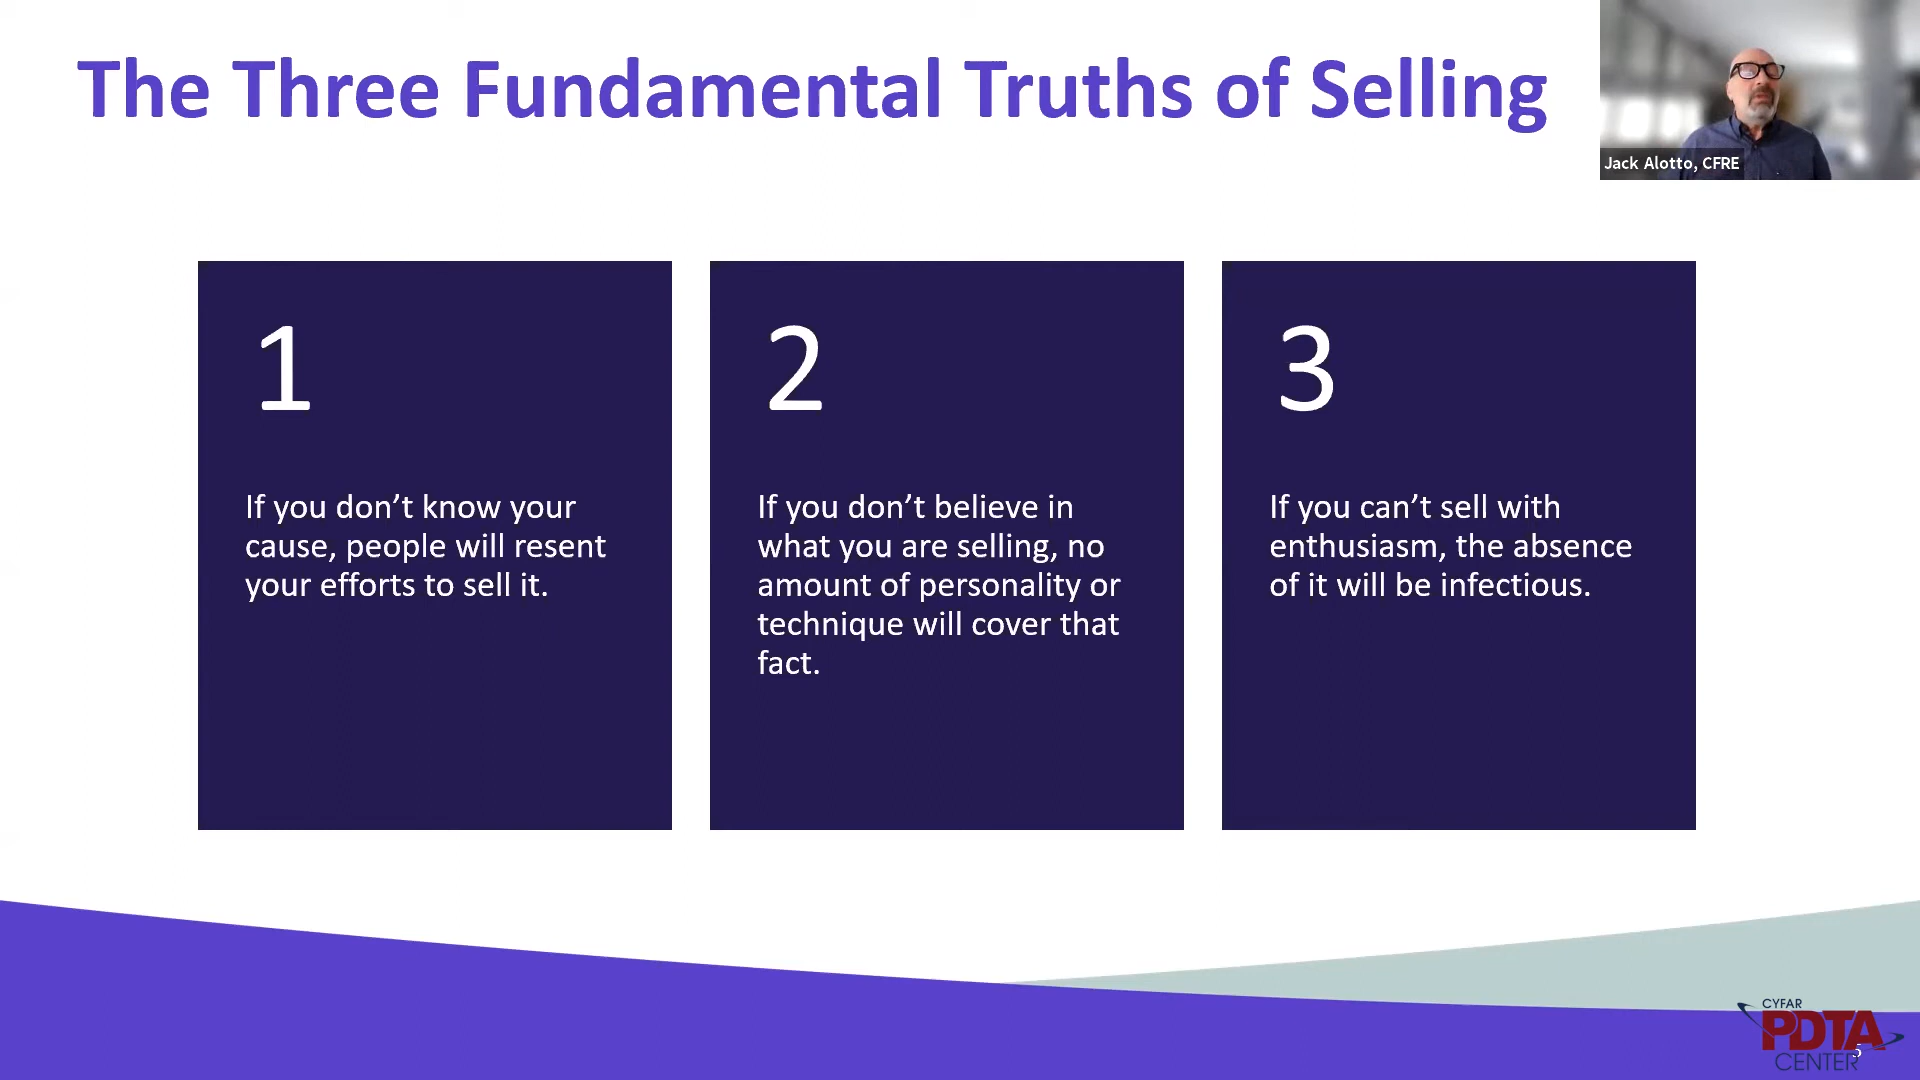 The Three Fundamental Truths of Selling
Jack Alotto, CFRE
1
If you don’t know your
cause, people will resent
your efforts to sell it.
2
If you don’t believe in
what you are selling, no
amount of personality or
technique will cover that
fact.
3
If you can’t sell with
enthusiasm, the absence
of it will be infectious.
CYFAR
PDTA
CENTER
5